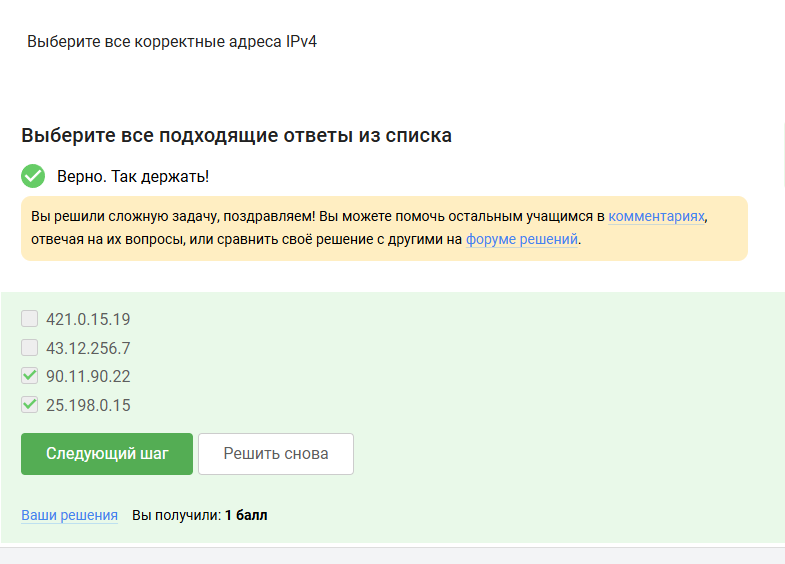 Выберите все корректные адреса IPv4
Выберите все подходящие ответы из списка
Верно. Так держать!
Вы решили сложную задачу, поздравляем! Вы можете помочь остальным учащимся в комментариях,
отвечая на их вопросы, или сравнить своё решение с другими на форуме решений.
421.0.15.19
43.12.256.7
90.11.90.22
25.198.0.15
Следующий шаг Решить снова
Ваши решения Вы получили: 1 балл